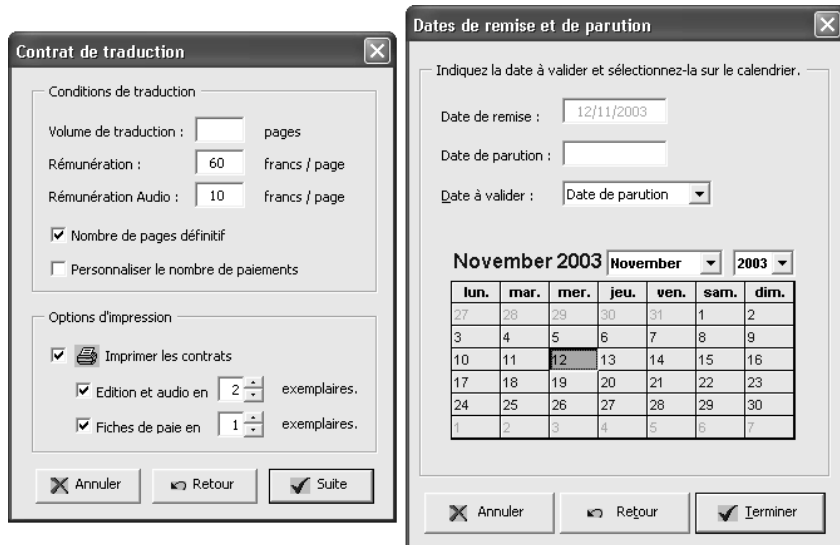 Contrat de traduction
Conditions de traduction
Volume de traduction : pages
Rémunération : 60 francs / page
Rémunération Audio : 10 francs / page
Nombre de pages définitif
Personnaliser le nombre de paiements
Options d'impression
Imprimer les contrats
Edition et audio en 2 exemplaires.
Fiches de paie en 1 exemplaires.
Annuler Retour Suite
Dates de remise et de parution
Indiquez la date à valider et sélectionnez-la sur le calendrier.
Date de remise : 12/11/2003
Date de parution :
Date à valider : Date de parution
November 2003 November 2003
lun. mar. mer. jeu. ven. sam. dim.
27 28 29 30 31 1 2
3 4 5 6 7 8 9
10 11 12 13 14 15 16
17 18 19 20 21 22 23
24 25 26 27 28 29 30
1 2 3 4 5 6 7
Annuler Retour Terminer